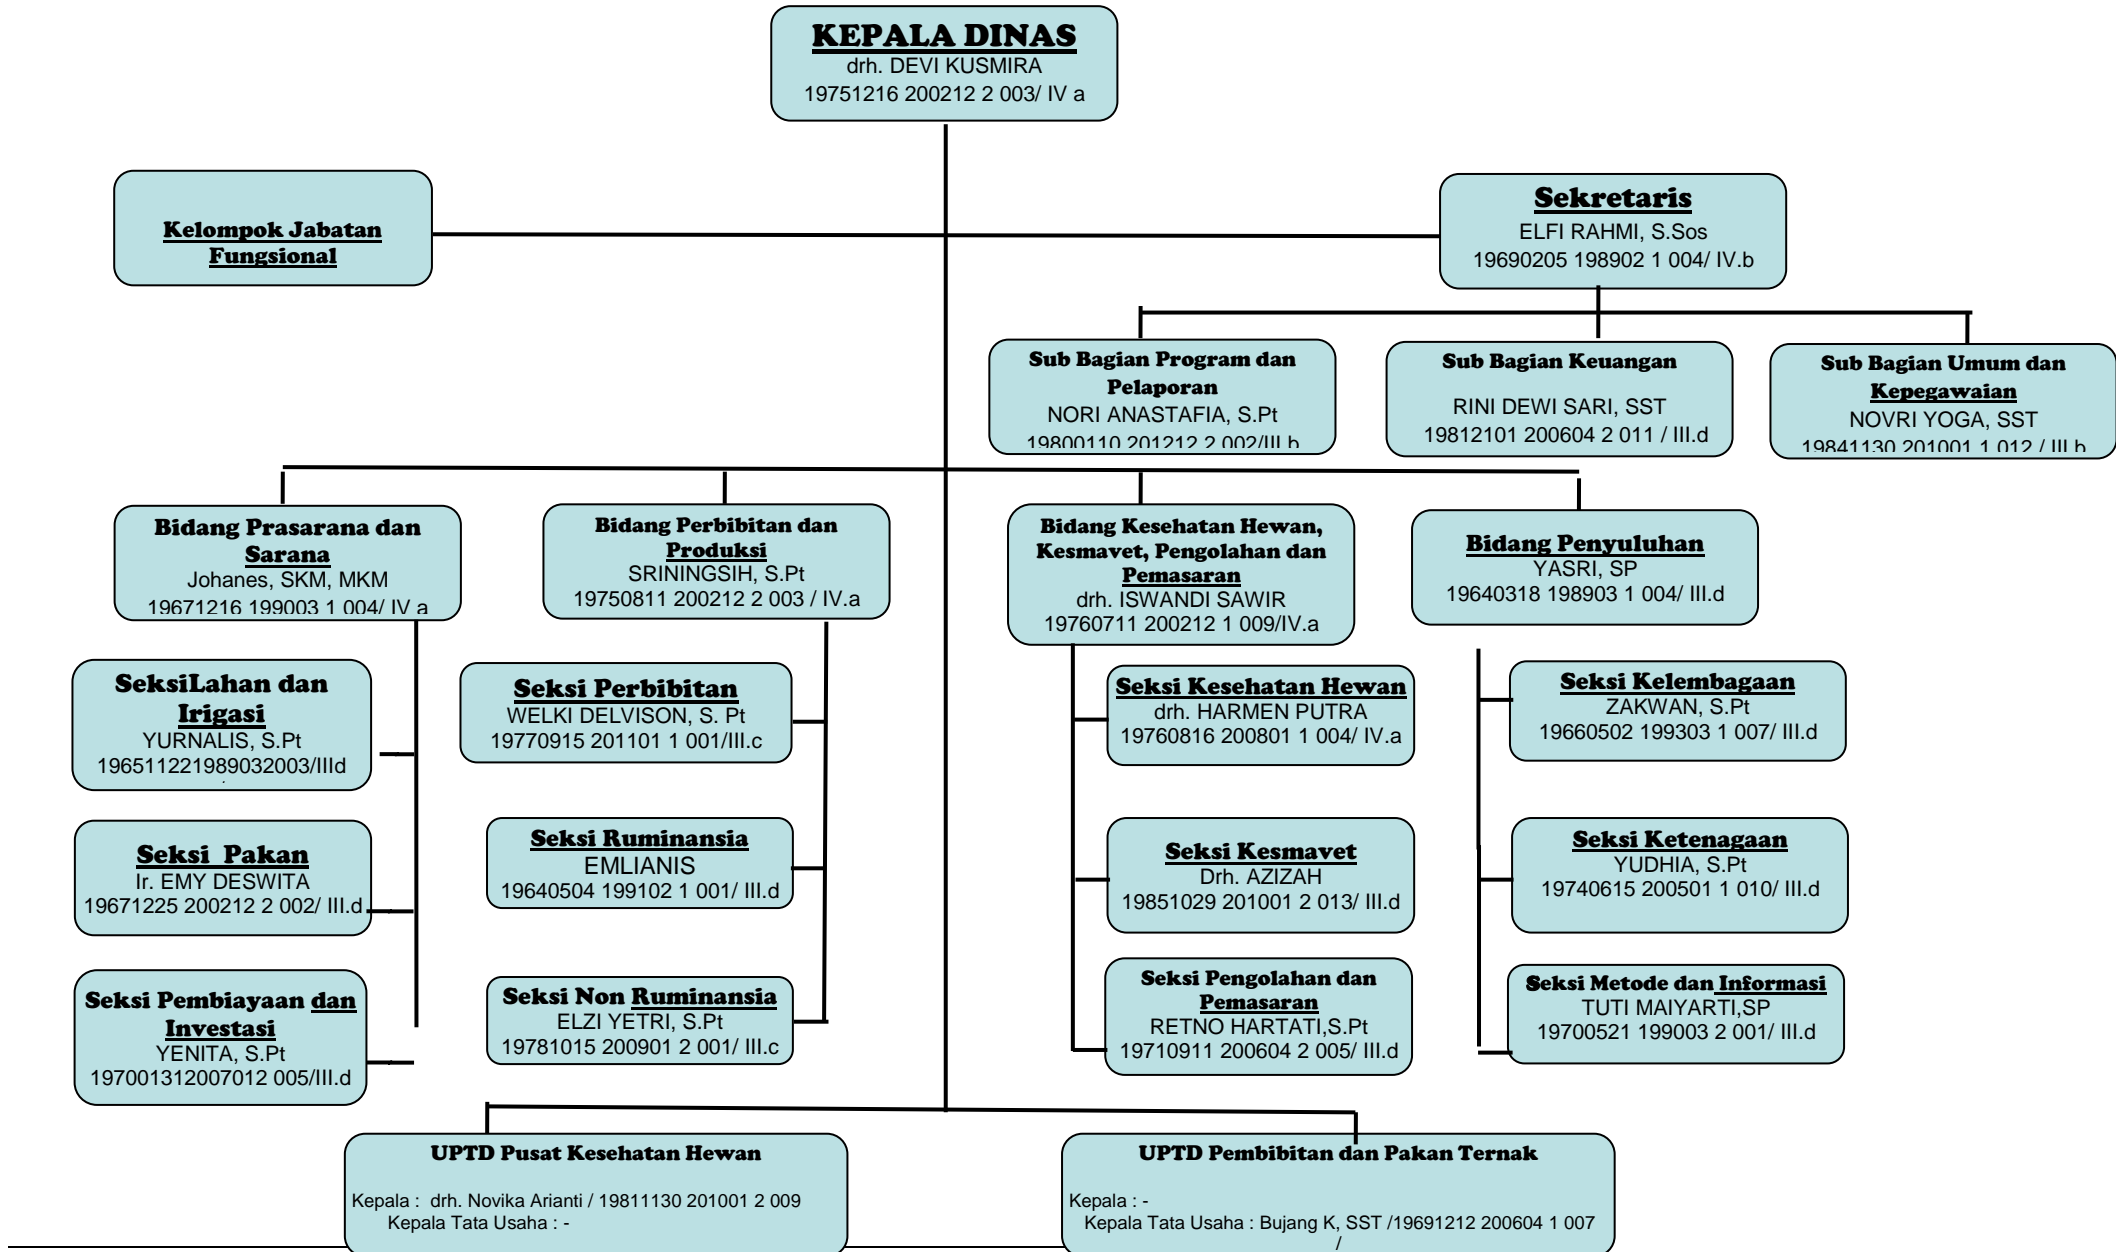 KEPALA DINAS
drh. DEVI KUSMIRA
19751216 200212 2 003/ IV a
Kelompok Jabatan
Fungsional
Sekretaris
ELFI RAHMI, S.Sos
19690205 198902 1 004/ IV.b
Sub Bagian Program dan
Pelaporan
NORI ANASTAFIA, S.Pt
19800110 201212 2 002/III.b
Sub Bagian Keuangan
RINI DEWI SARI, SST
19812101 200604 2 011 / III.d
Sub Bagian Umum dan
Kepegawaian
NOVRI YOGA, SST
19841130 201001 1 012 / III.b
Bidang Prasarana dan
Sarana
Johanes, SKM, MKM
19671216 199003 1 004/ IV a
Bidang Perbibitan dan
Produksi
SRININGSIH, S.Pt
19750811 200212 2 003 / IV.a
Bidang Kesehatan Hewan,
Kesmavet, Pengolahan dan
Pemasaran
drh. ISWANDI SAWIR
19760711 200212 1 009/IV.a
Bidang Penyuluhan
YASRI, SP
19640318 198903 1 004/ III.d
SeksiLahan dan
Irigasi
YURNALIS, S.Pt
196511221989032003/IIId
Seksi Perbibitan
WELKI DELVISON, S. Pt
19770915 201101 1 001/III.c
Seksi Kesehatan Hewan
drh. HARMEN PUTRA
19760816 200801 1 004/ IV.a
Seksi Kelembagaan
ZAKWAN, S.Pt
19660502 199303 1 007/ III.d
Seksi Pakan
Ir. EMY DESWITA
19671225 200212 2 002/ III.d
Seksi Ruminansia
EMLIANIS
19640504 199102 1 001/ III.d
Seksi Kesmavet
Drh. AZIZAH
19851029 201001 2 013/ III.d
Seksi Ketenagaan
YUDHIA, S.Pt
19740615 200501 1 010/ III.d
Seksi Pembiayaan dan
Investasi
YENITA, S.Pt
197001312007012 005/III.d
Seksi Non Ruminansia
ELZI YETRI, S.Pt
19781015 200901 2 001/ III.c
Seksi Pengolahan dan
Pemasaran
RETNO HARTATI,S.Pt
19710911 200604 2 005/ III.d
Seksi Metode dan Informasi
TUTI MAIYARTI,SP
19700521 199003 2 001/ III.d
UPTD Pusat Kesehatan Hewan
Kepala : drh. Novika Arianti / 19811130 201001 2 009
Kepala Tata Usaha : -
UPTD Pembibitan dan Pakan Ternak
Kepala : -
Kepala Tata Usaha : Bujang K, SST /19691212 200604 1 007
/